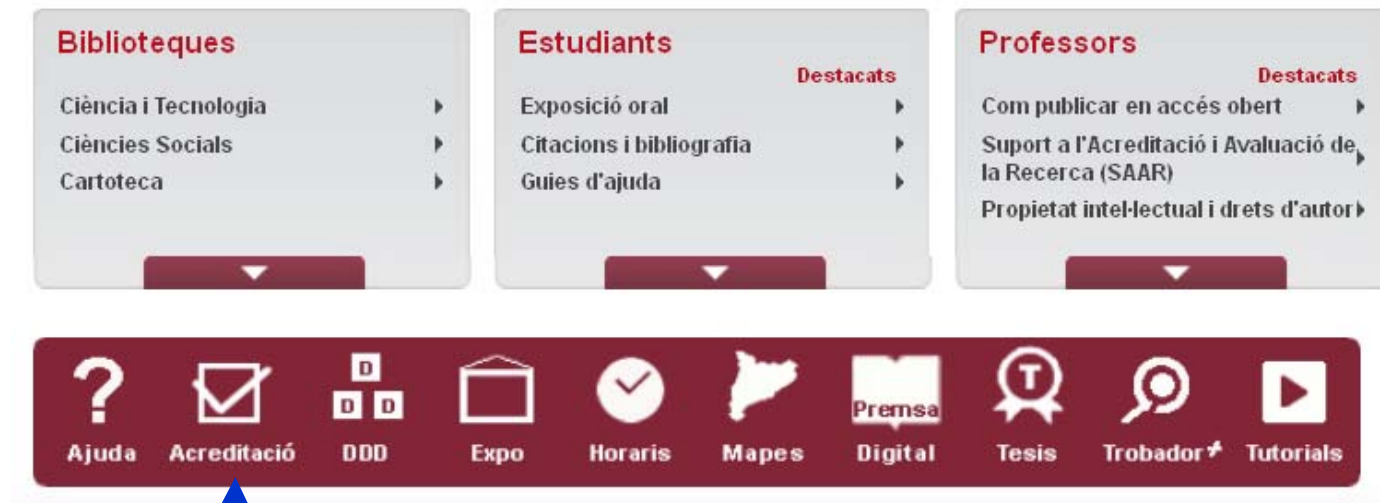 Biblioteques
Ciència i Tecnologia
Ciències Socials
Cartoteca
Estudiants
Destacats
Exposició oral
Citacions i bibliografia
Guies d'ajuda
Professors
Destacats
Com publicar en accés obert
Suport a l'Acreditació i Avaluació de
la Recerca (SAAR)
Propietat intel·lectual i drets d'autor
D
D D
Premsa
T
Ajuda Acreditació DDD Expo Horaris Mapes Digital Tesis Trobador+ Tutorials